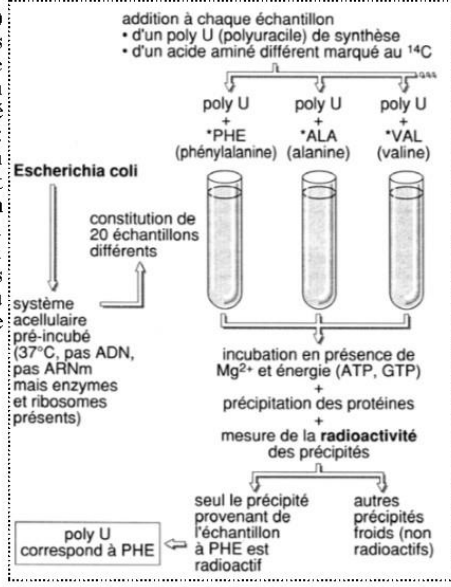 addition à chaque échantillon
• d'un poly U (polyuracile) de synthèse
• d'un acide aminé différent marqué au ¹⁴C
poly U
+
*PHE
(phénylalanine)
poly U
+
*ALA
(alanine)
poly U
+
*VAL
(valine)
Escherichia coli
constitution de
20 échantillons
différents
système
acellulaire
pré-incubé
(37°C, pas ADN,
pas ARNm
mais enzymes
et ribosomes
présents)
incubation en présence de
Mg²⁺ et énergie (ATP, GTP)
+
précipitation des protéines
+
mesure de la radioactivité
des précipités
seul le précipité
provenant de
l'échantillon
à PHE est
radioactif
autres
précipités
froids (non
radioactifs)
poly U
correspond à PHE